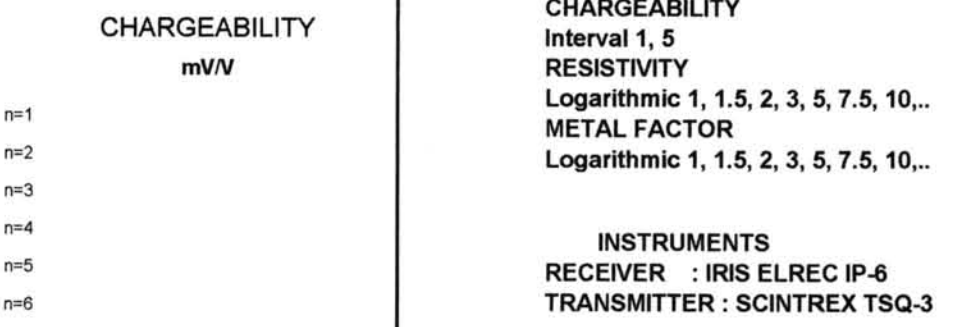 CHARGEABILITY
mV/V
n=1
n=2
n=3
n=4
n=5
n=6
CHARGEABILITY
Interval 1, 5
RESISTIVITY
Logarithmic 1, 1.5, 2, 3, 5, 7.5, 10,..
METAL FACTOR
Logarithmic 1, 1.5, 2, 3, 5, 7.5, 10,..
INSTRUMENTS
RECEIVER : IRIS ELREC IP-6
TRANSMITTER : SCINTREX TSQ-3